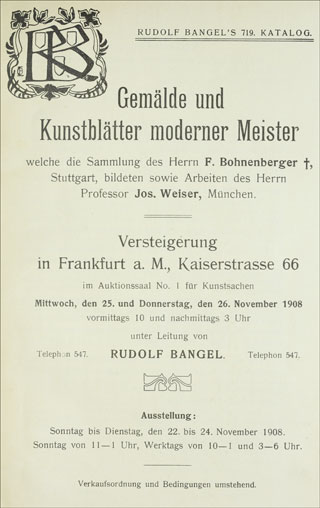 RB
RUDOLF BANGEL'S 719. KATALOG.
Gemälde und
Kunstblätter moderner Meister
welche die Sammlung des Herrn F. Bohnenberger †,
Stuttgart, bildeten sowie Arbeiten des Herrn
Professor Jos. Weiser, München.
Versteigerung
in Frankfurt a. M., Kaiserstrasse 66
im Auktionssaal No. 1 für Kunstsachen
Mittwoch, den 25. und Donnerstag, den 26. November 1908
vormittags 10 und nachmittags 3 Uhr
unter Leitung von
Telephon 547. RUDOLF BANGEL. Telephon 547.
Ausstellung:
Sonntag bis Dienstag, den 22. bis 24. November 1908.
Sonntag von 11—1 Uhr, Werktags von 10—1 und 3—6 Uhr.
Verkaufsordnung und Bedingungen umstehend.